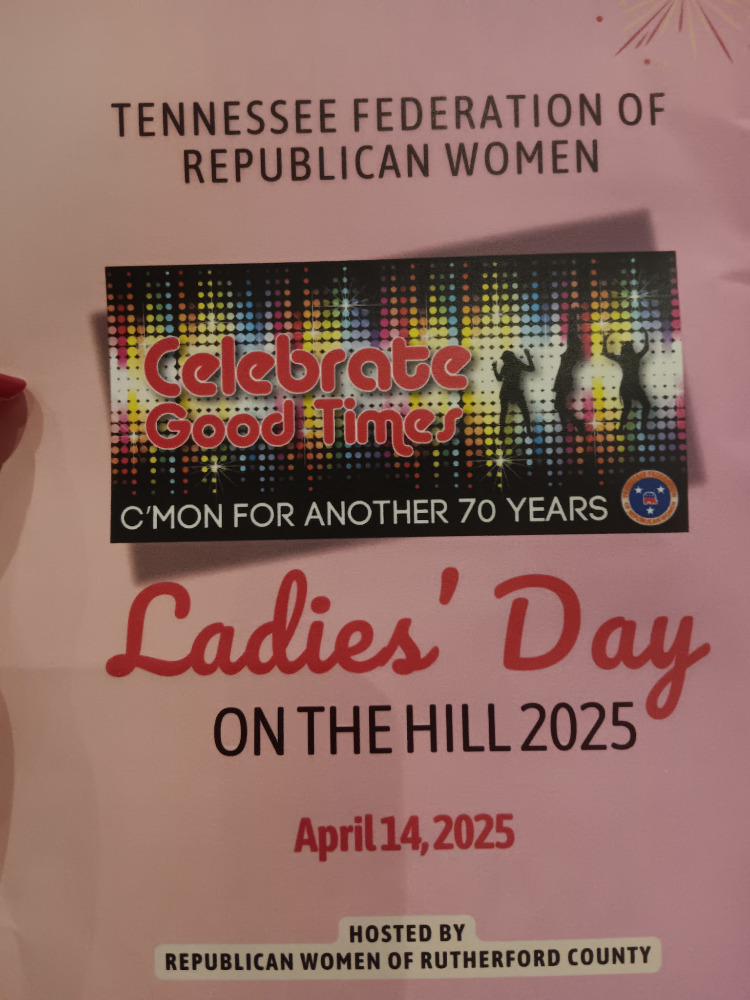 TENNESSEE FEDERATION OF
REPUBLICAN WOMEN
Celebrate
Good Times
C'MON FOR ANOTHER 70 YEARS
Ladies' Day
ON THE HILL 2025
April 14, 2025
HOSTED BY
REPUBLICAN WOMEN OF RUTHERFORD COUNTY